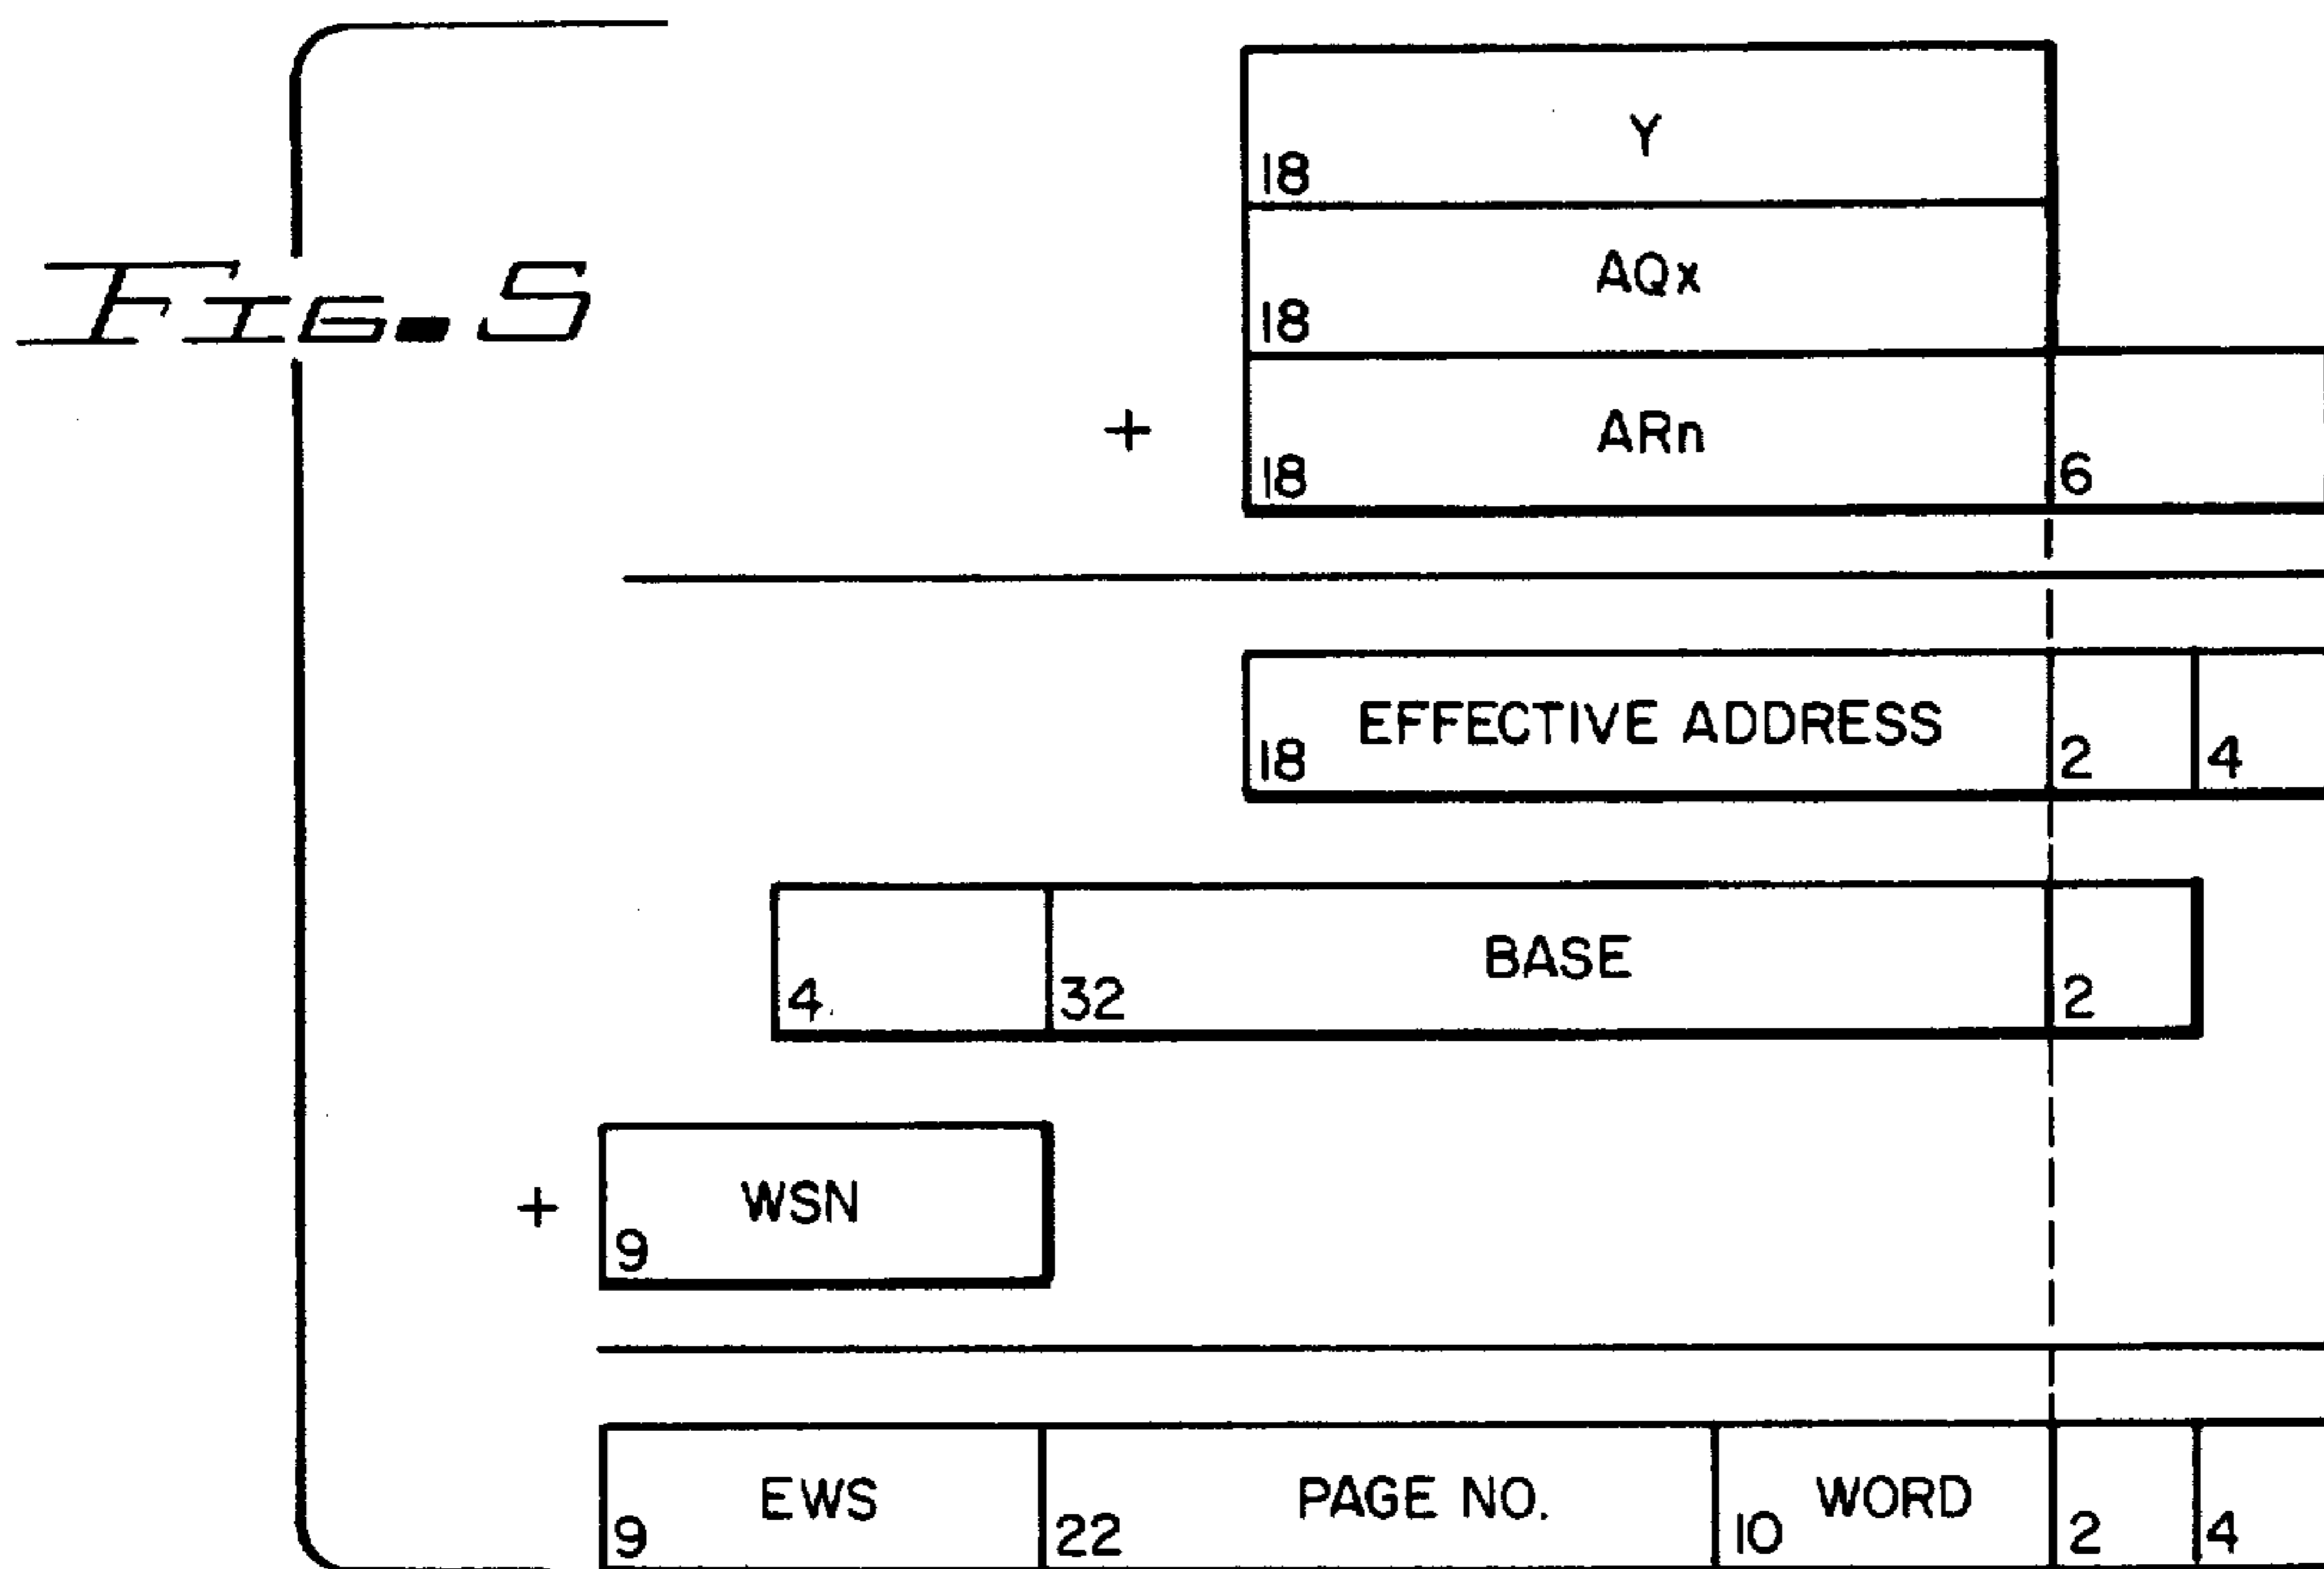 Y
18
AQx
18
Fig. 5
+ ARn
18 6
EFFECTIVE ADDRESS
18 2 4
BASE
4 32 2
+ WSN
9
EWS PAGE NO. WORD
9 22 10 2 4